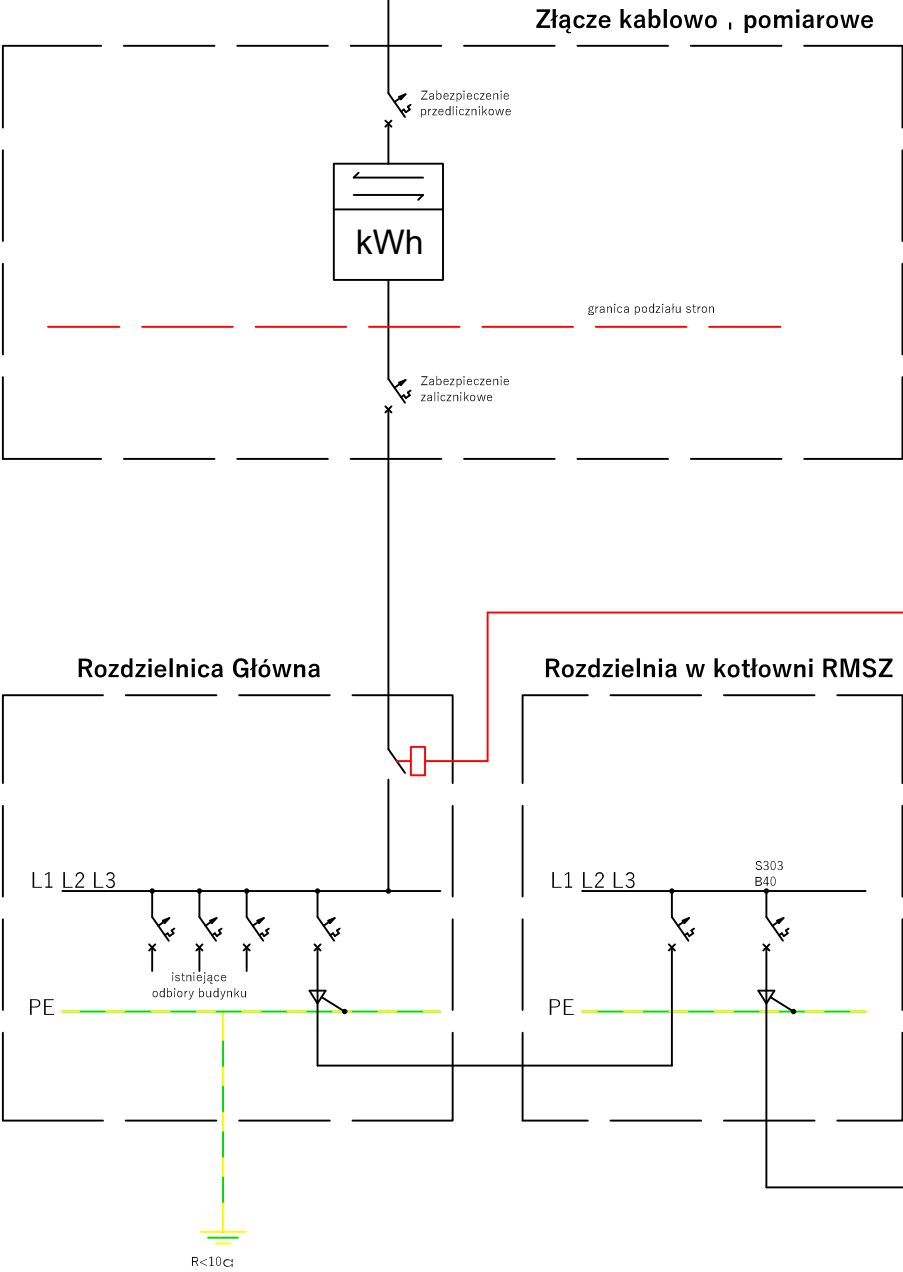 Złącze kablowo - pomiarowe
Zabezpieczenie
przedlicznikowe
kWh
granica podziału stron
Zabezpieczenie
zalicznikowe
Rozdzielnica Główna
Rozdzielnia w kotłowni RMSZ
L1 L2 L3
istniejące
odbiory budynku
PE
R<10Ω
L1 L2 L3
S303
B40
PE